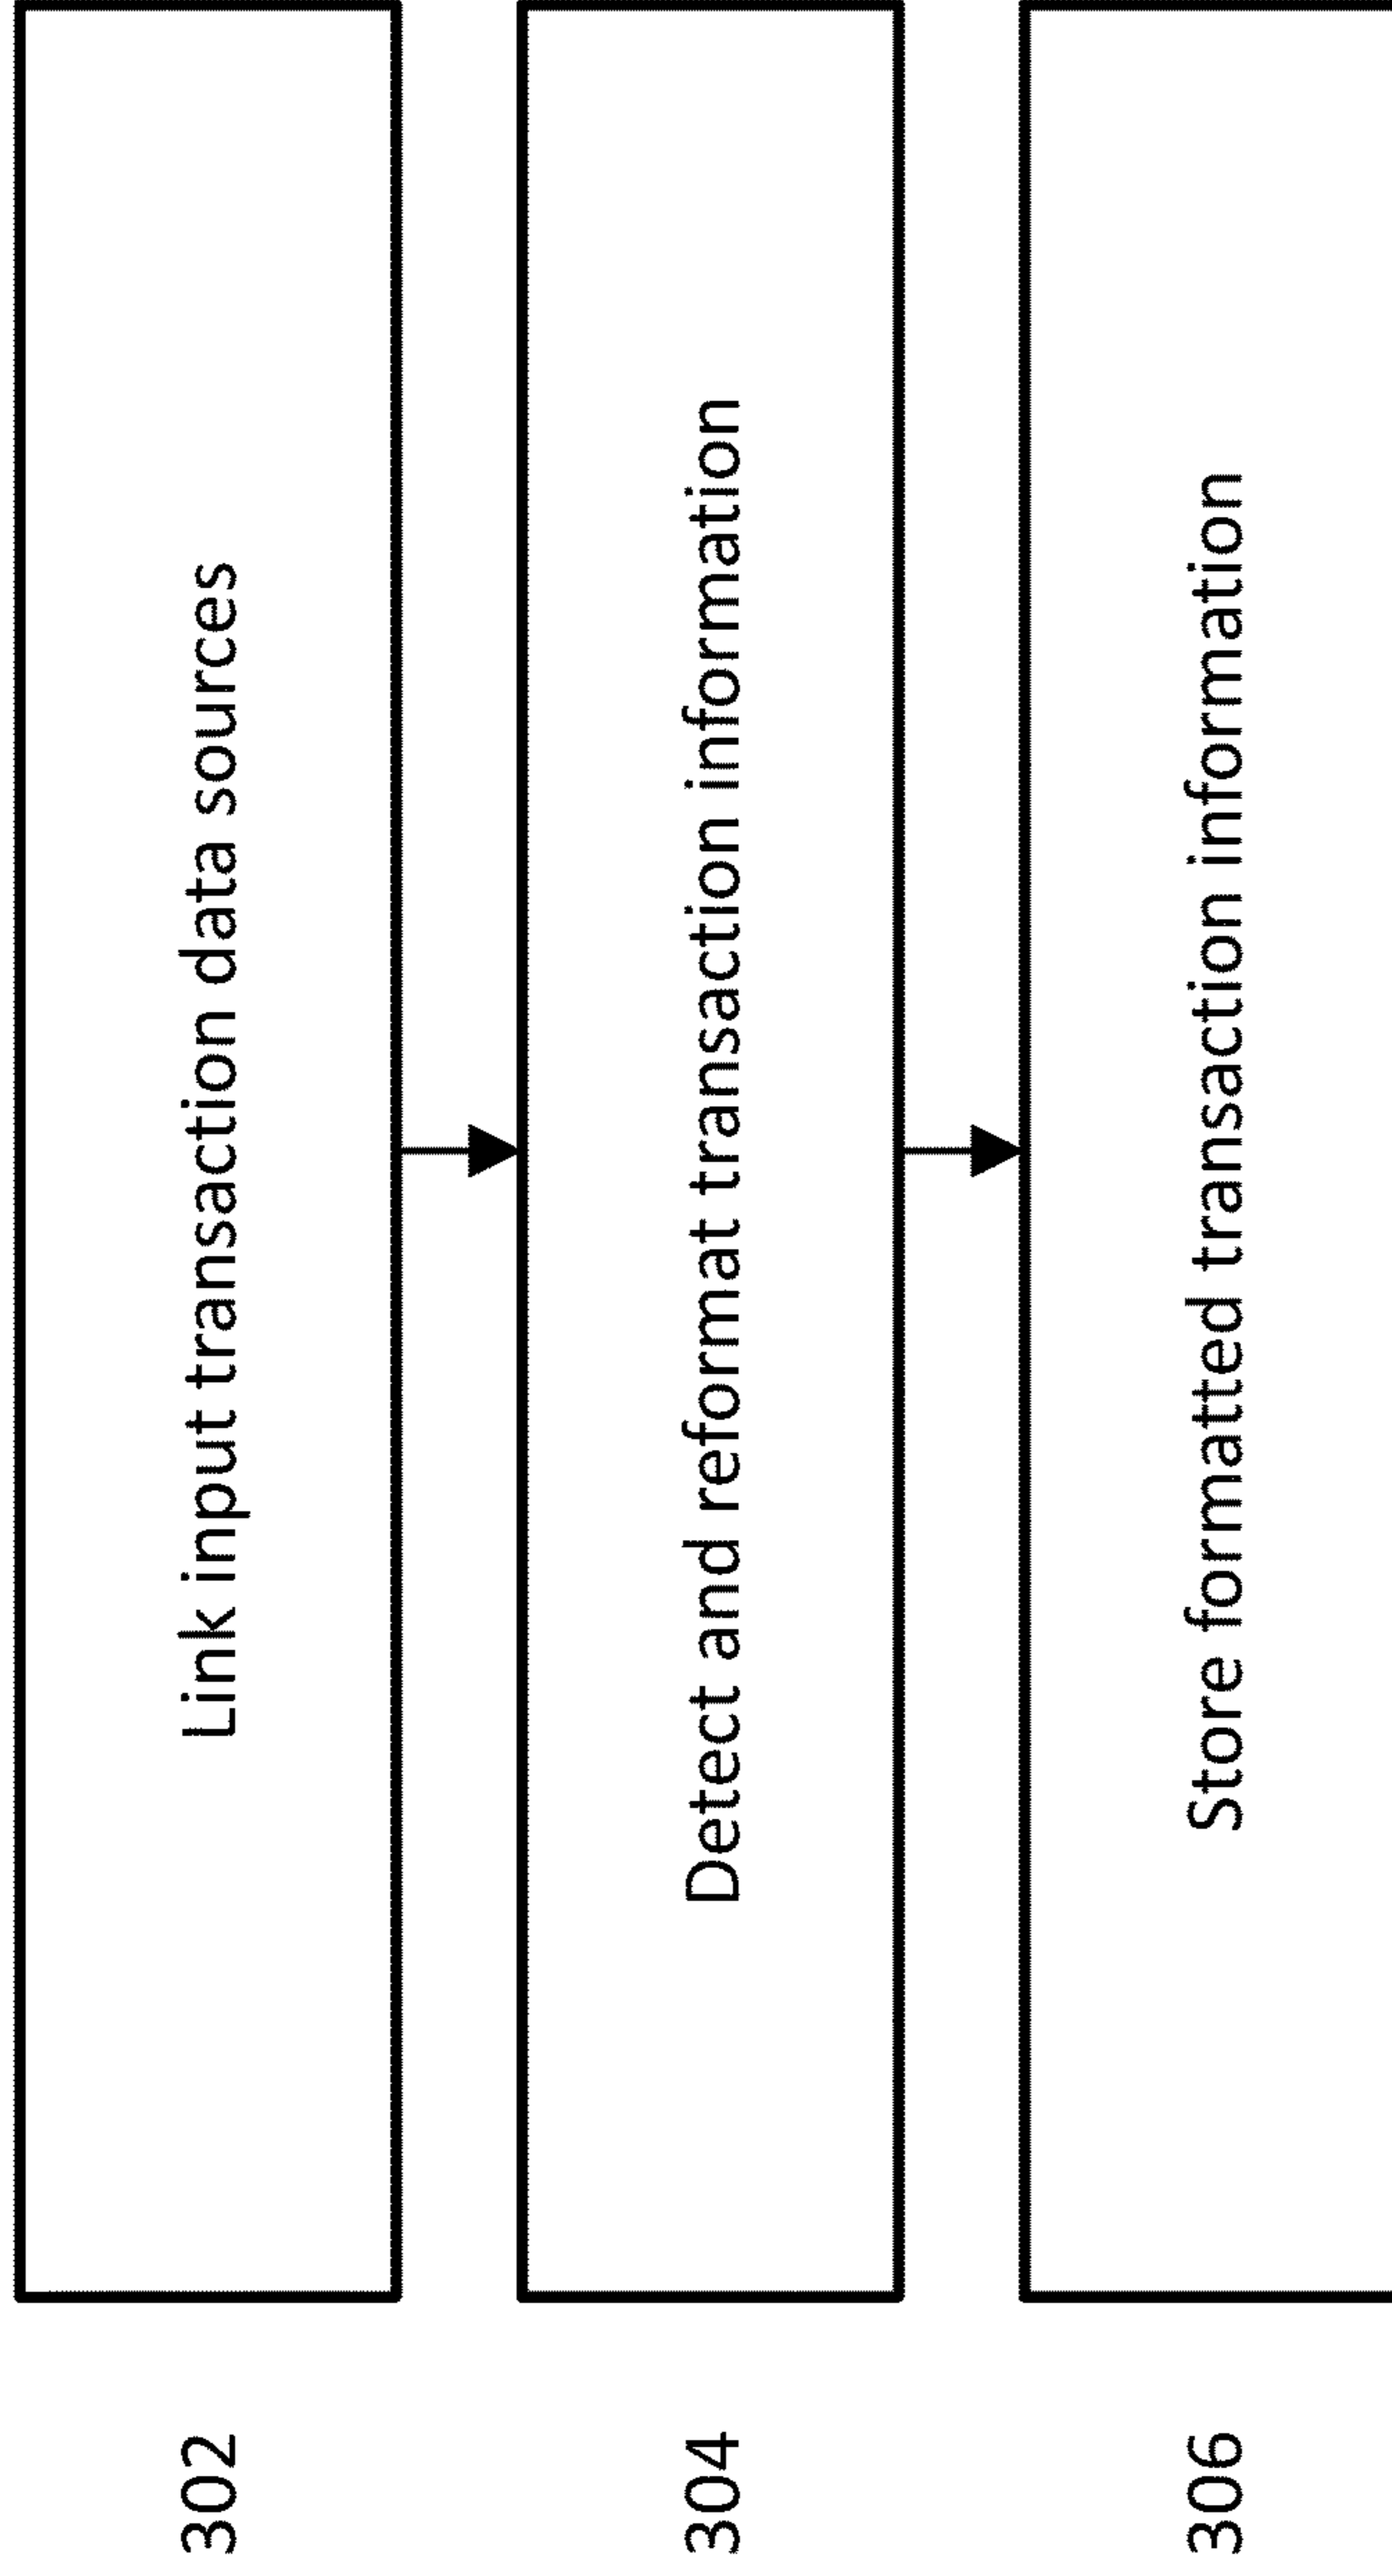 302 Link input transaction data sources
304 Detect and reformat transaction information
306 Store formatted transaction information